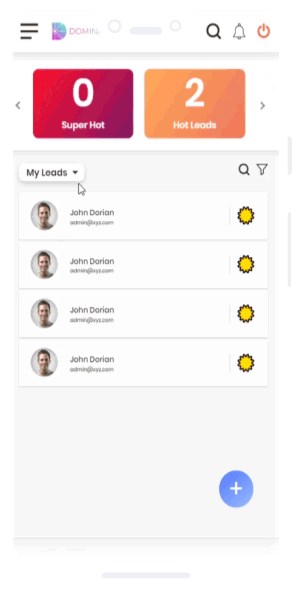 DOMIN
0
Super Hot
2
Hot Leads
My Leads
John Dorian
admin@xyz.com
John Dorian
admin@xyz.com
John Dorian
admin@xyz.com
John Dorian
admin@xyz.com